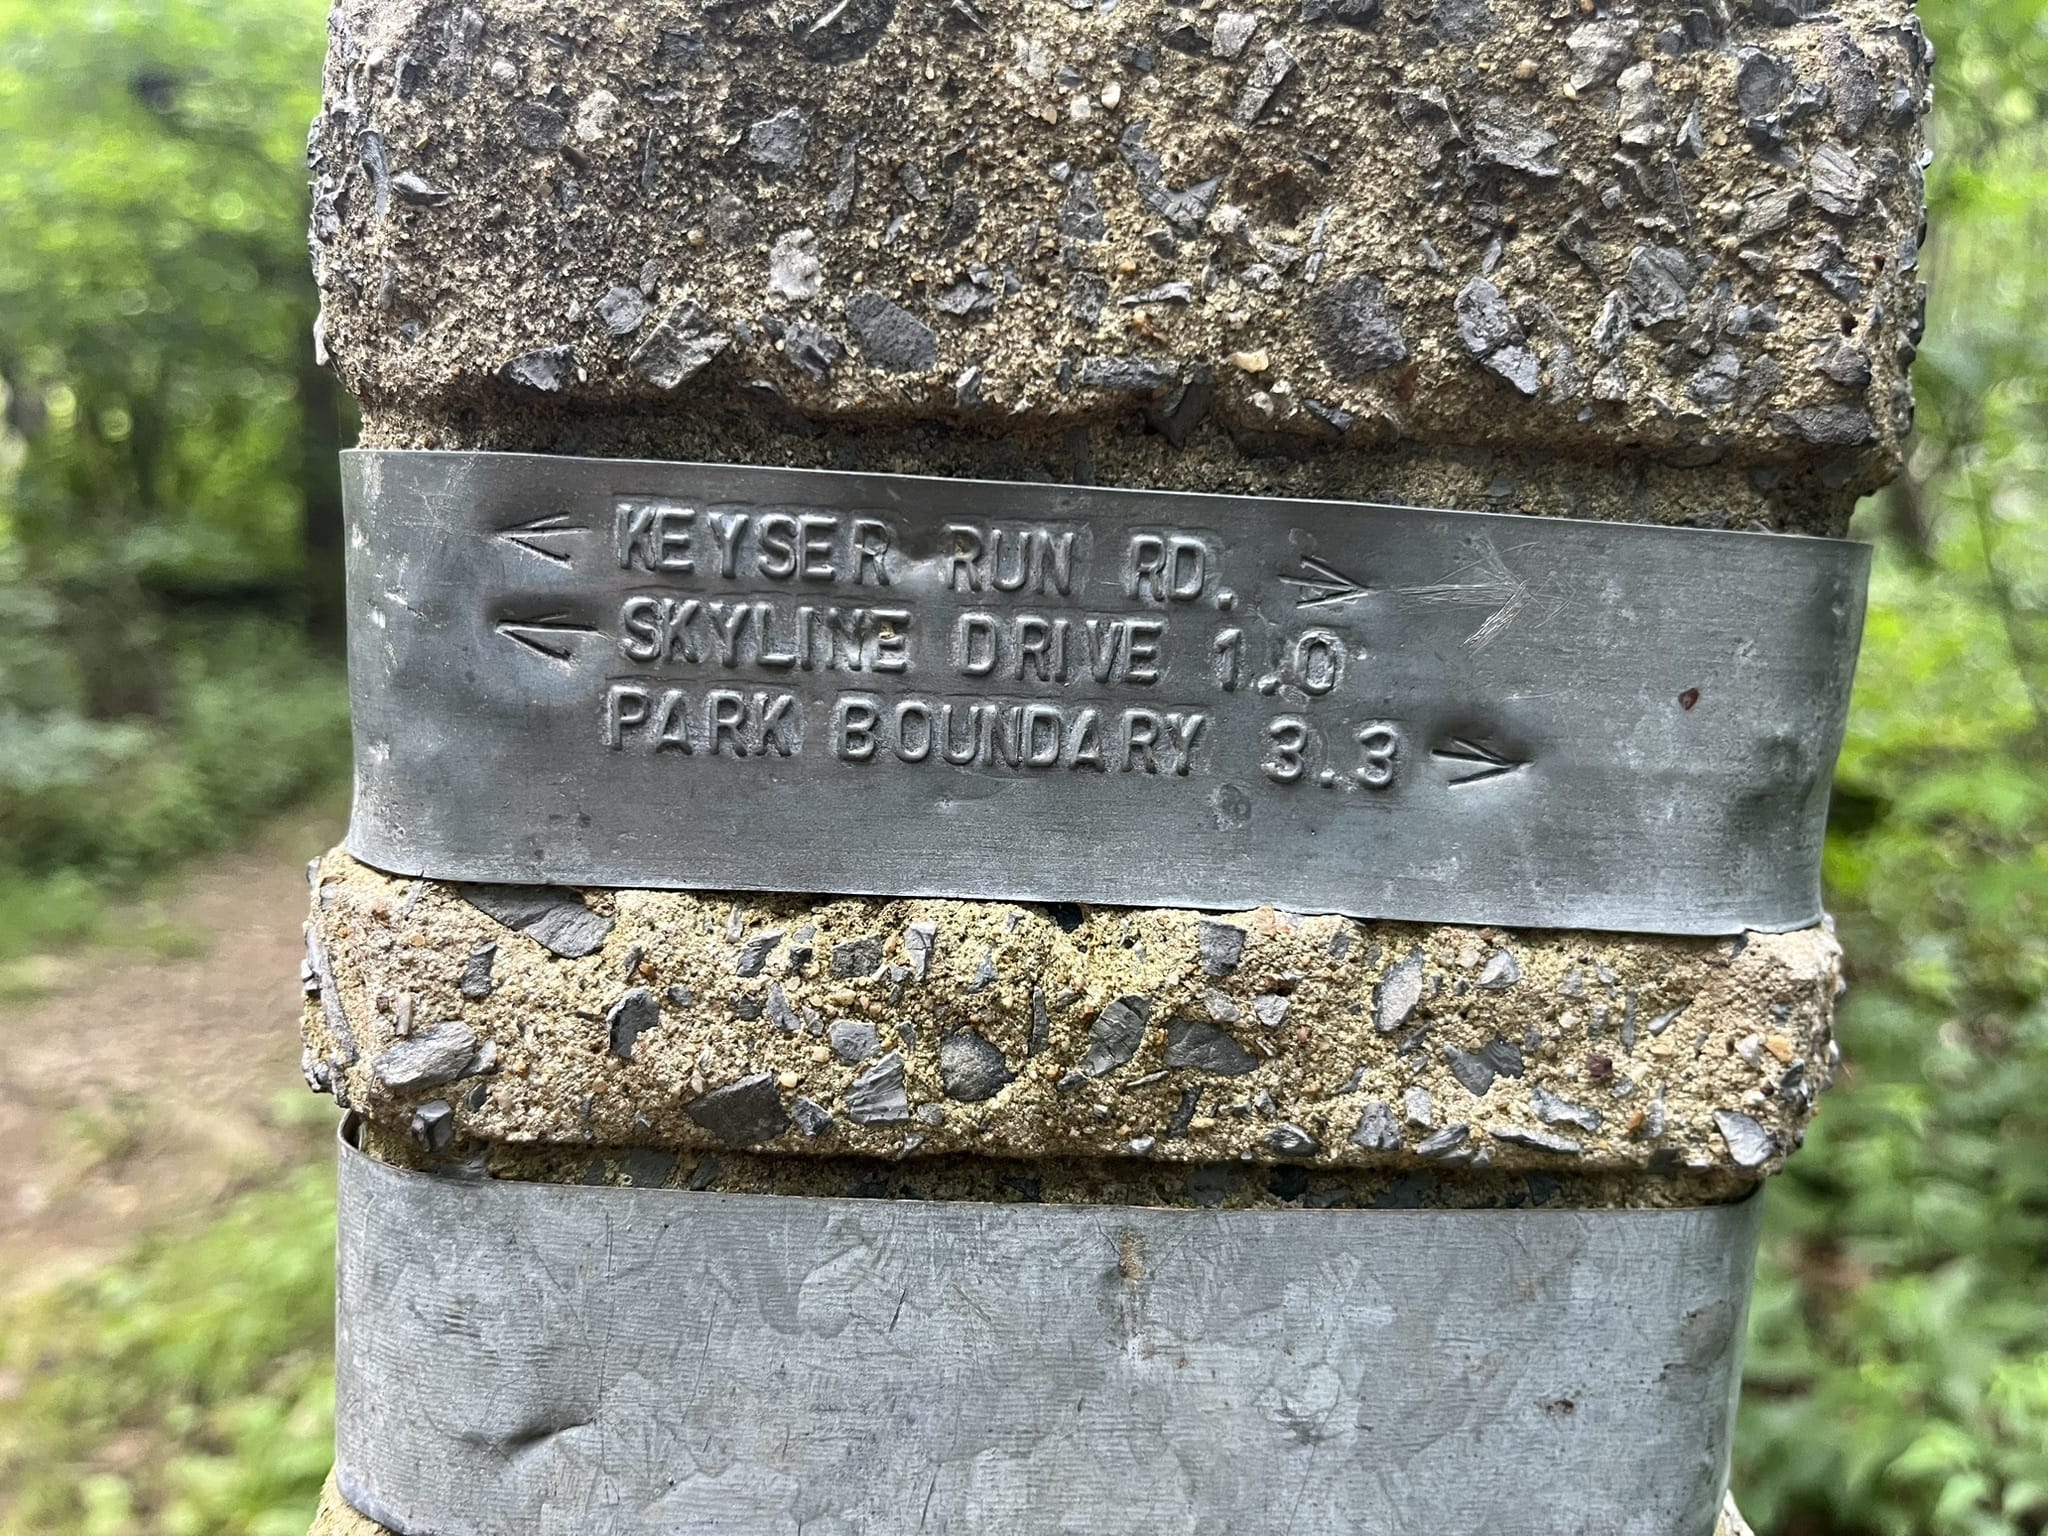 ← KEYSER RUN RD. →
← SKYLINE DRIVE 1.0
PARK BOUNDARY 3.3 →